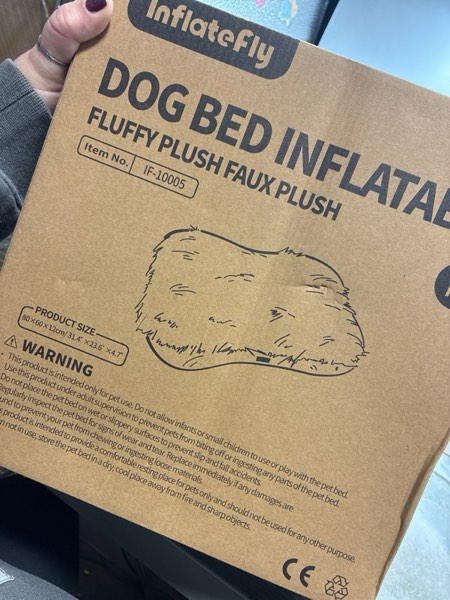 InflateFly
DOG BED INFLATAB
FLUFFY PLUSH FAUX PLUSH
Item No. IF-10005
PRODUCT SIZE
80×60×12cm/31.4"×23.6"×4.7"
WARNING
This product is intended only for pet use. Do not allow infants or small children to use or play with the pet bed.
Use this product under adult supervision to prevent pets from biting off or ingesting any parts of the pet bed.
Do not place the pet bed on wet or slippery surfaces to prevent slip and fall accidents.
Regularly inspect the pet bed for signs of wear and tear. Replace immediately if any damages are
und to prevent your pet from chewing or ingesting loose materials.
product is intended to provide a comfortable resting place for pets only and should not be used for any other purpose.
n not in use, store the pet bed in a dry, cool place away from fire and sharp objects.
CE